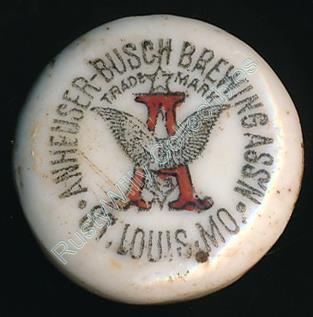 ANHEUSER-BUSCH BREWING ASS'N.
TRADE MARK
A
ST. LOUIS, MO.